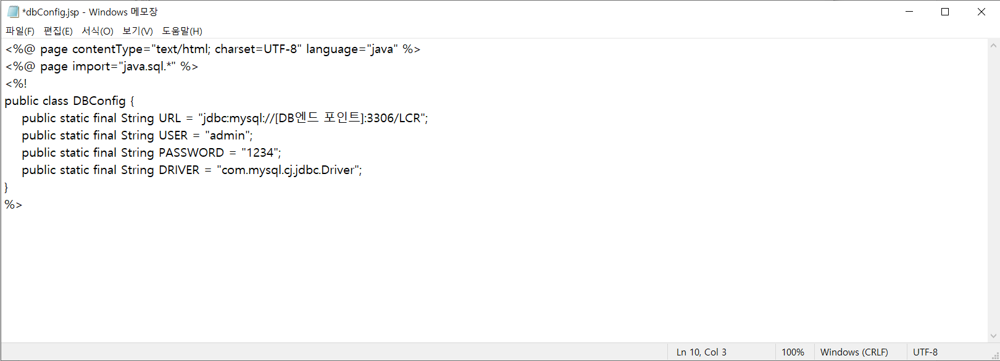 *dbConfig.jsp - Windows 메모장
파일(F) 편집(E) 서식(O) 보기(V) 도움말(H)
<%@ page contentType="text/html; charset=UTF-8" language="java" %>
<%@ page import="java.sql.*" %>
<%!
public class DBConfig {
    public static final String URL = "jdbc:mysql://[DB엔드 포인트]:3306/LCR";
    public static final String USER = "admin";
    public static final String PASSWORD = "1234";
    public static final String DRIVER = "com.mysql.cj.jdbc.Driver";
}
%>
Ln 10, Col 3 100% Windows (CRLF) UTF-8